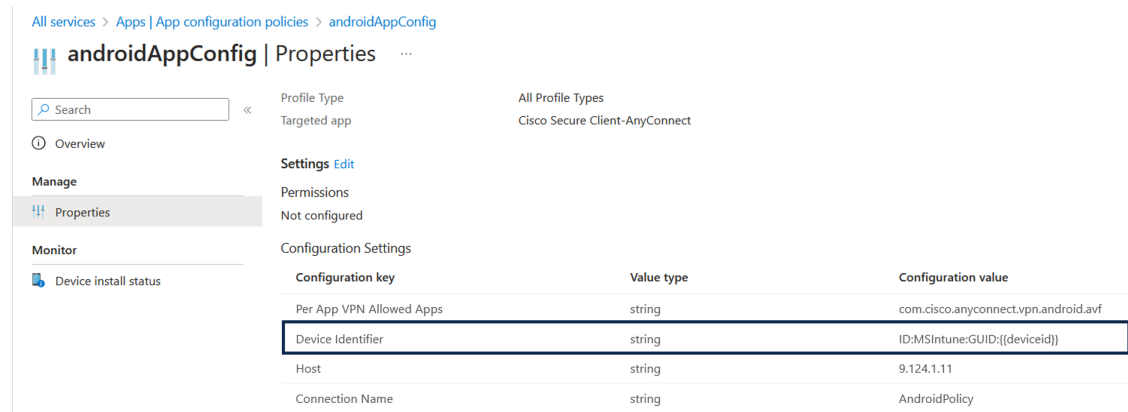 All services > Apps | App configuration policies > androidAppConfig
androidAppConfig | Properties ...
Search
«
Overview
Manage
Properties
Monitor
Device install status
Profile Type All Profile Types
Targeted app Cisco Secure Client-AnyConnect
Settings Edit
Permissions
Not configured
Configuration Settings
Configuration key Value type Configuration value
Per App VPN Allowed Apps string com.cisco.anyconnect.vpn.android.avf
Device Identifier string ID:MSIntune:GUID:{{deviceid}}
Host string 9.124.1.11
Connection Name string AndroidPolicy